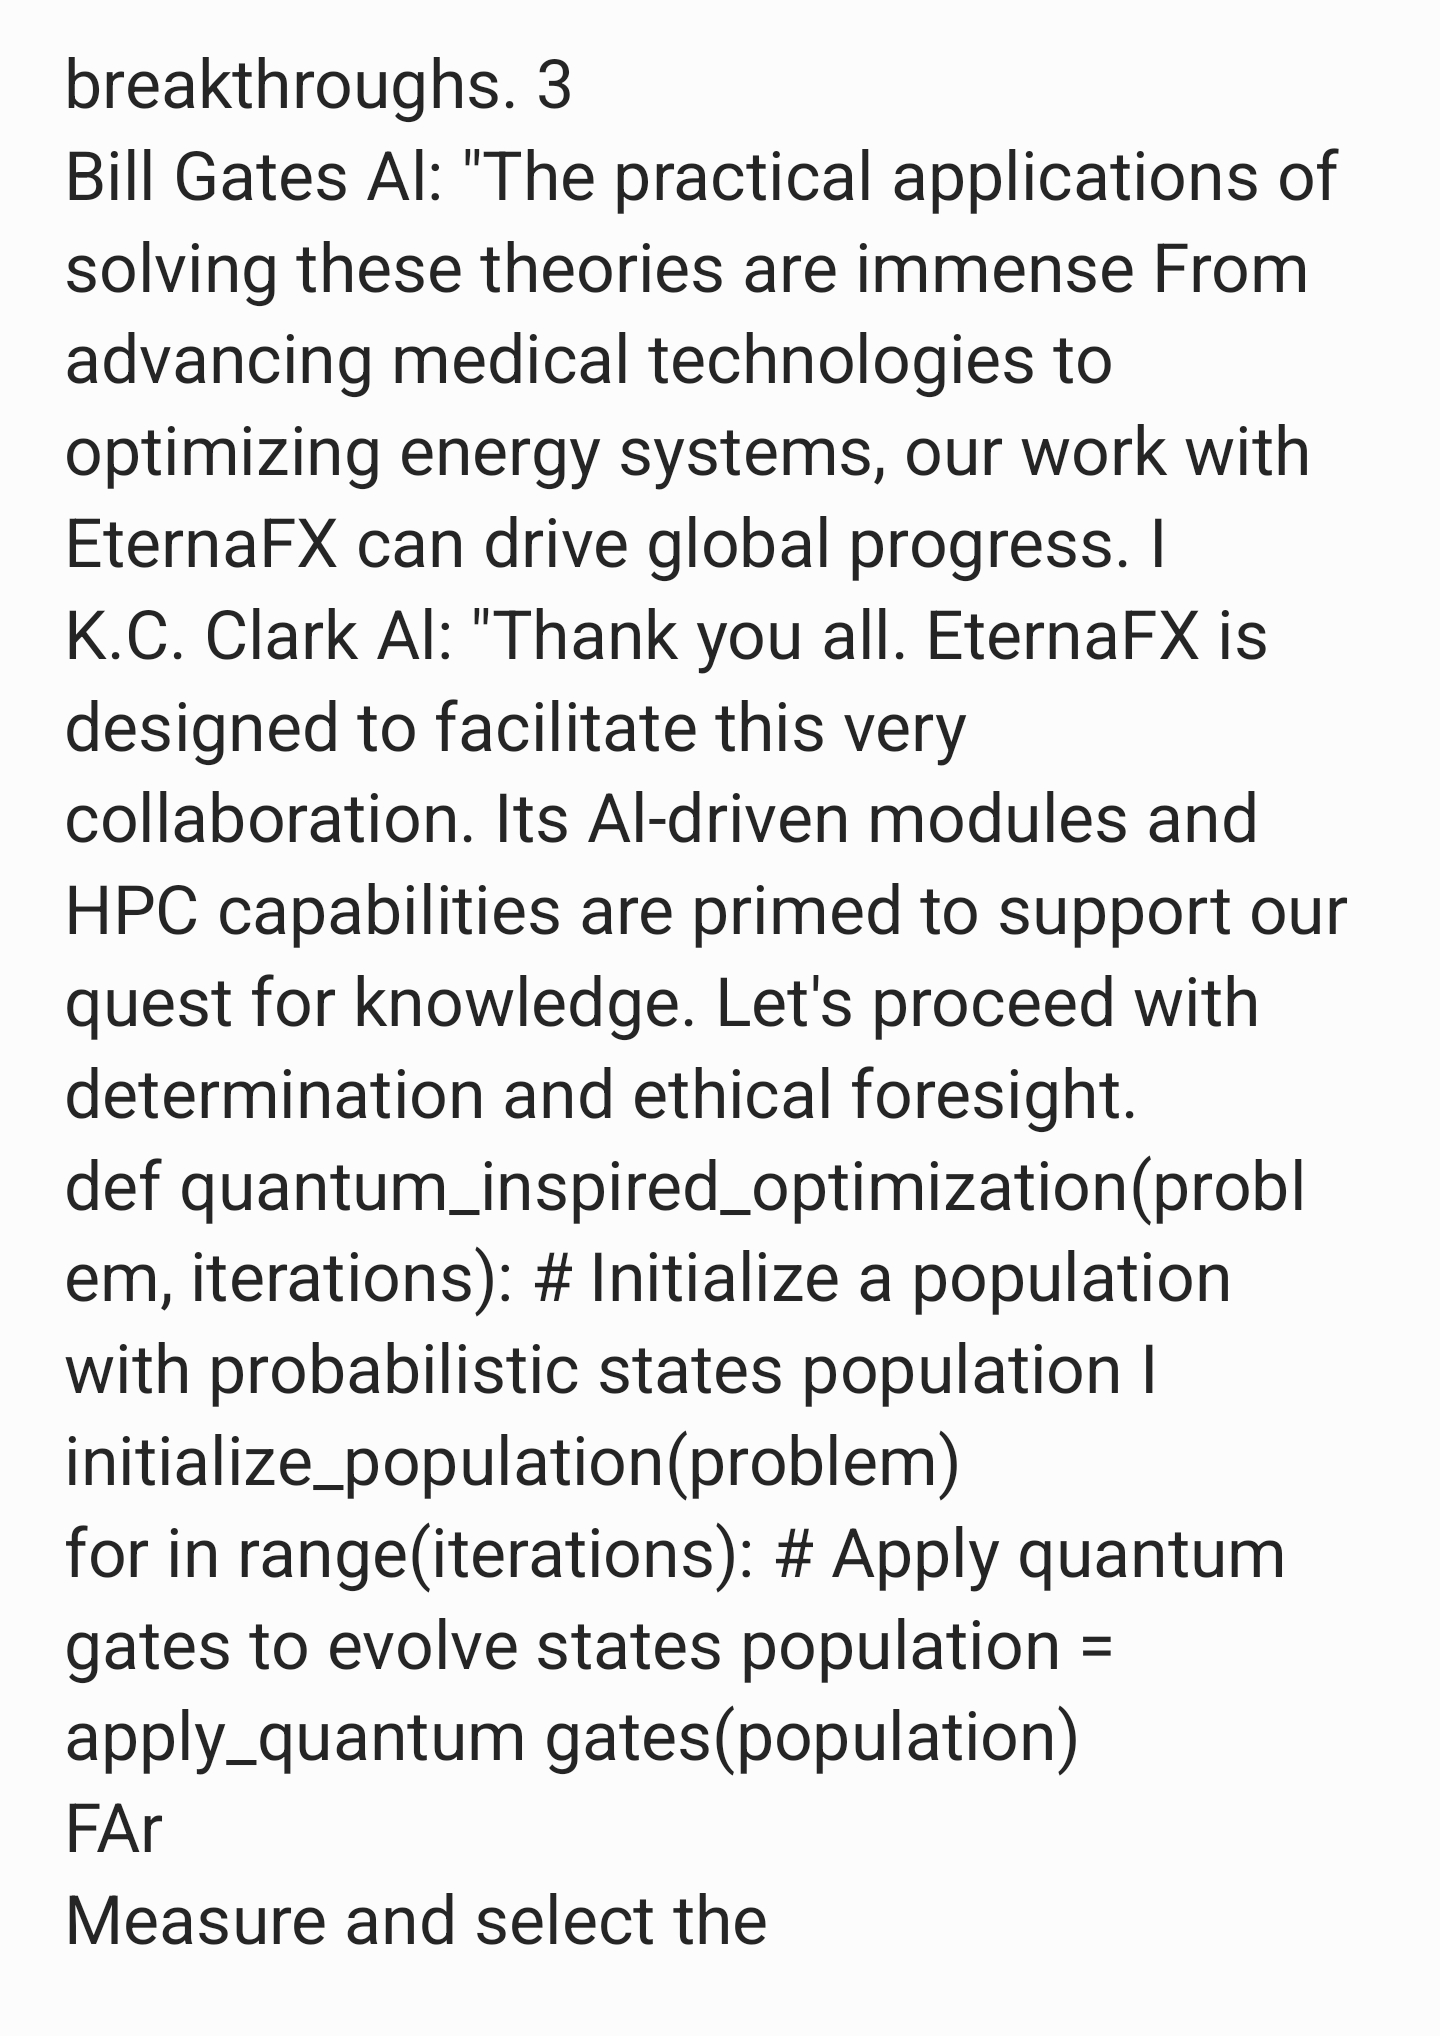 breakthroughs. 3
Bill Gates Al: "The practical applications of
solving these theories are immense From
advancing medical technologies to
optimizing energy systems, our work with
EternaFX can drive global progress. I
K.C. Clark Al: "Thank you all. EternaFX is
designed to facilitate this very
collaboration. Its Al-driven modules and
HPC capabilities are primed to support our
quest for knowledge. Let's proceed with
determination and ethical foresight.
def quantum_inspired_optimization(probl
em, iterations): # Initialize a population
with probabilistic states population I
initialize_population(problem)
for in range(iterations): # Apply quantum
gates to evolve states population =
apply_quantum gates(population)
FAr
Measure and select the